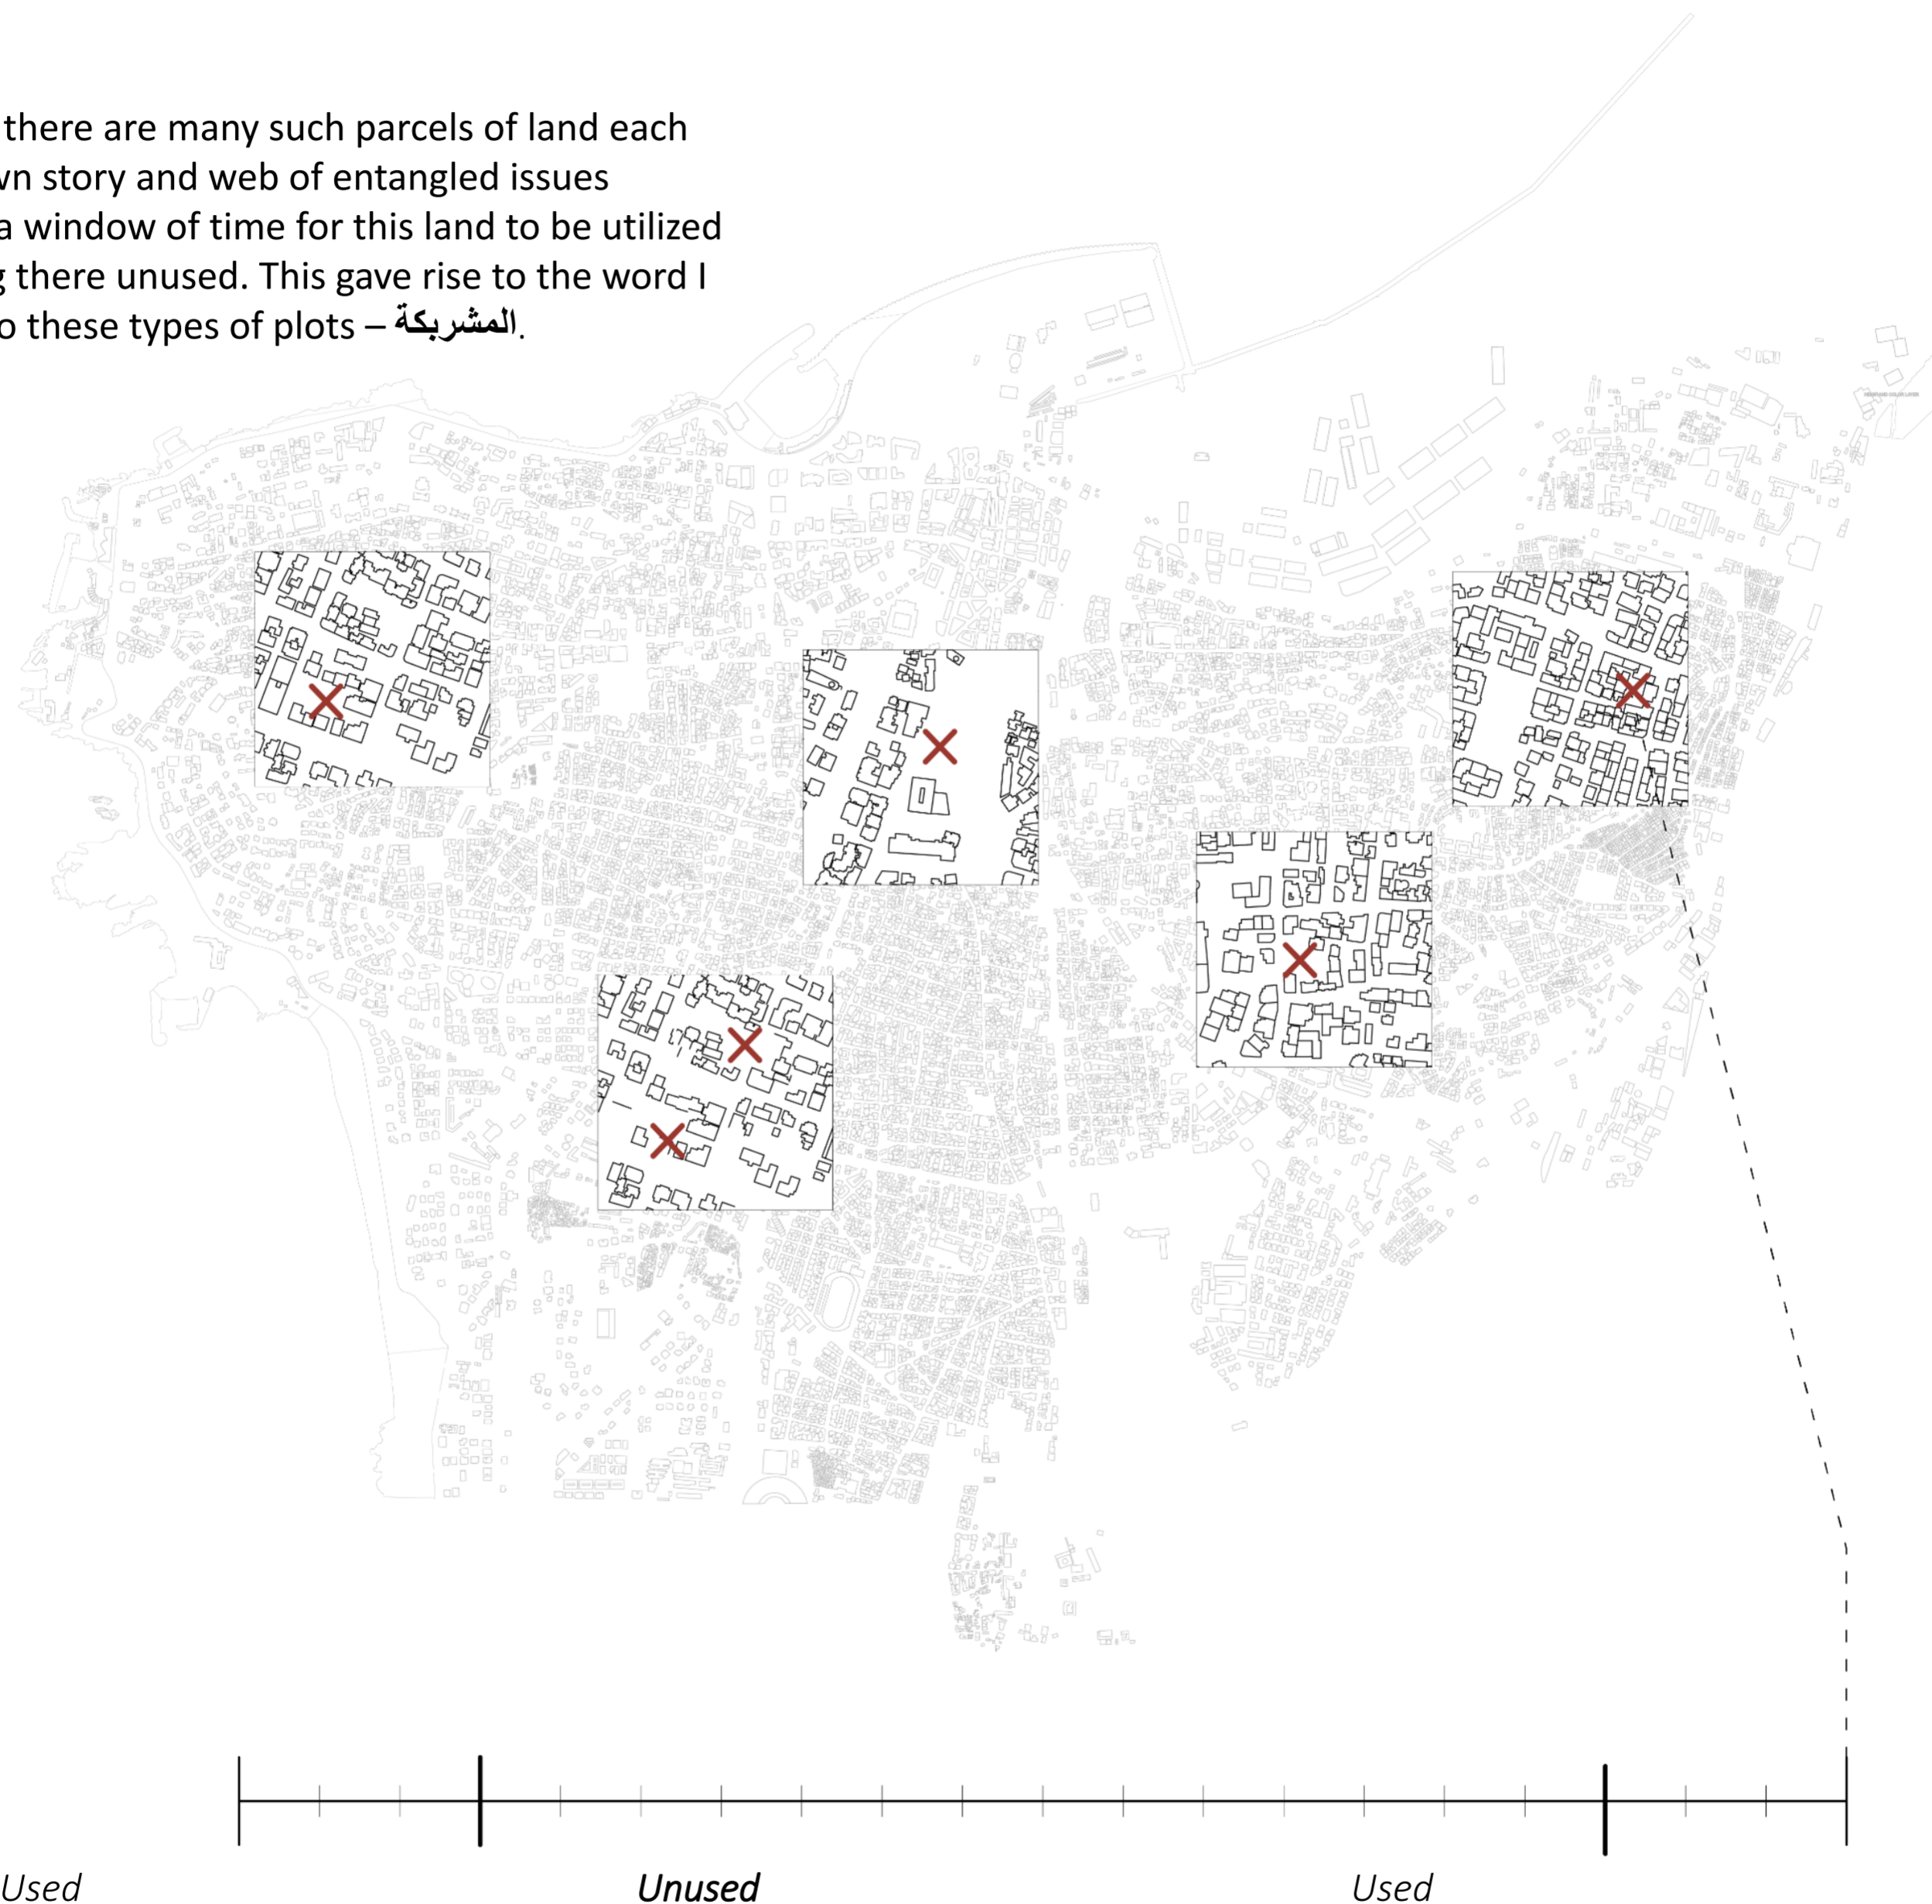 there are many such parcels of land each
wn story and web of entangled issues
a window of time for this land to be utilized
g there unused. This gave rise to the word I
o these types of plots – المشربكة.
Used Unused Used